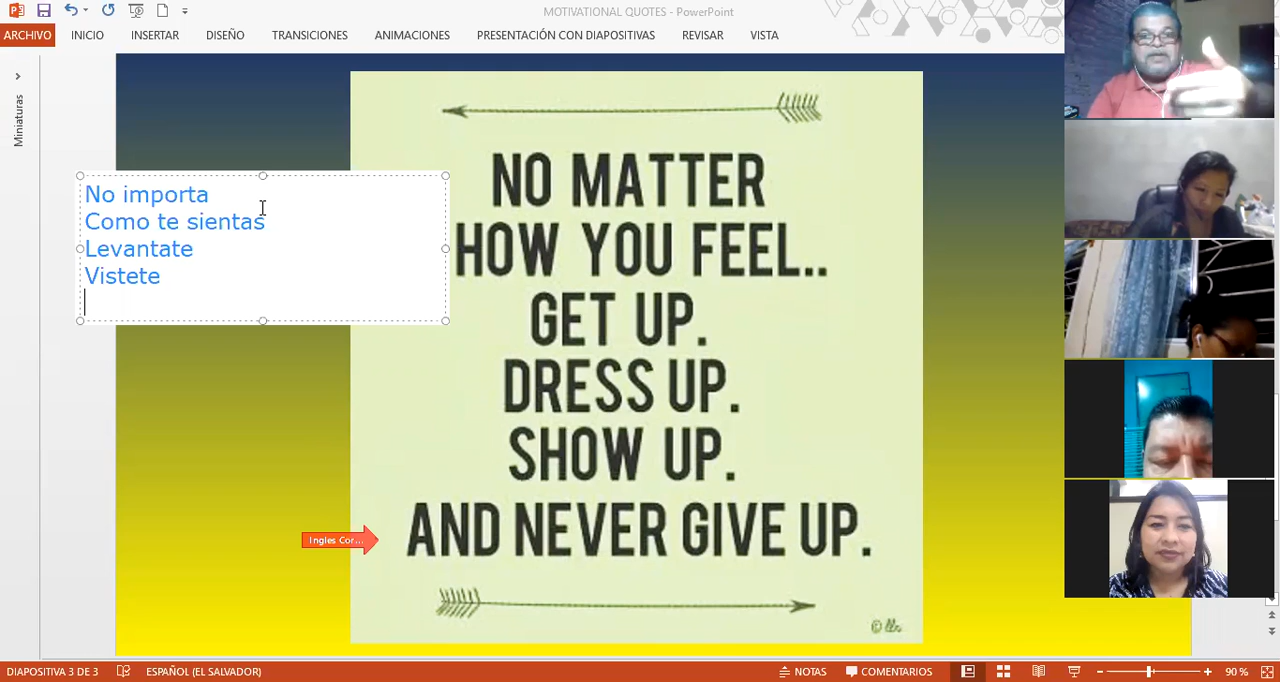 MOTIVATIONAL QUOTES - PowerPoint
ARCHIVO INICIO INSERTAR DISEÑO TRANSICIONES ANIMACIONES PRESENTACIÓN CON DIAPOSITIVAS REVISAR VISTA
Miniaturas
No importa
Como te sientas
Levantate
Vistete
NO MATTER
HOW YOU FEEL..
GET UP.
DRESS UP.
SHOW UP.
AND NEVER GIVE UP.
Ingles Cor...
DIAPOSITIVA 3 DE 3 ESPAÑOL (EL SALVADOR) NOTAS COMENTARIOS 90 %